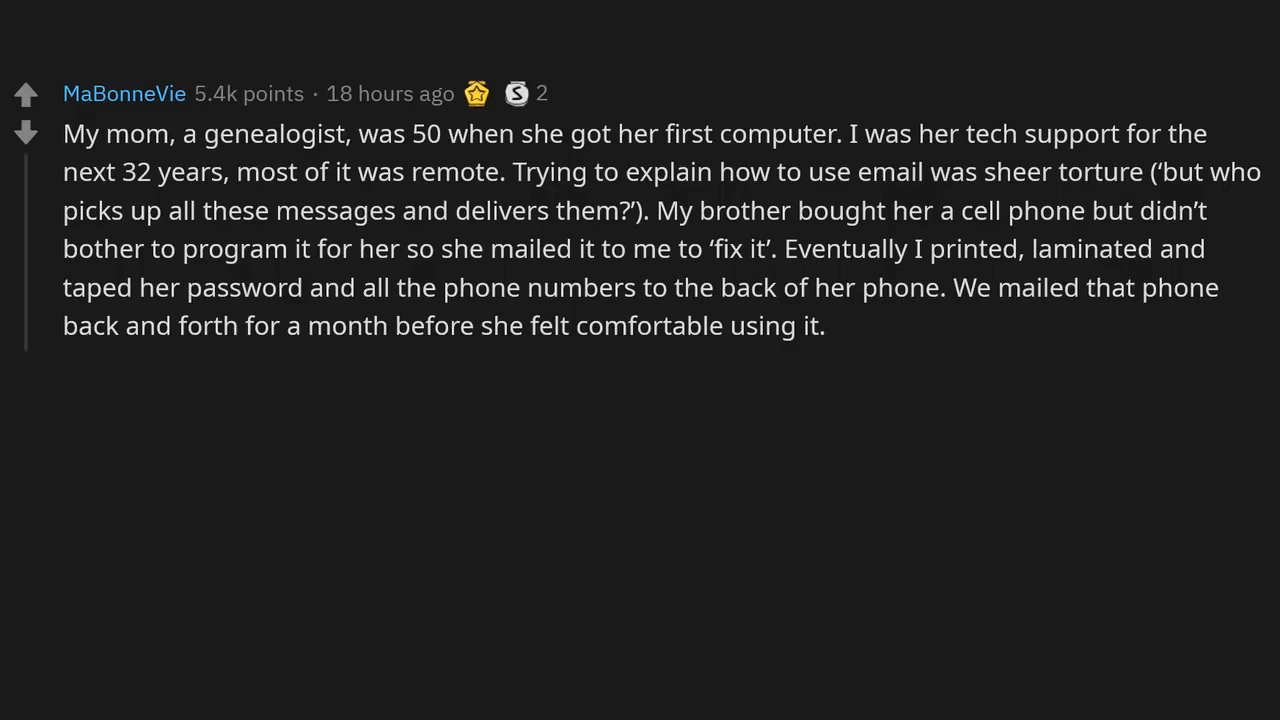 MaBonneVie 5.4k points · 18 hours ago S 2
My mom, a genealogist, was 50 when she got her first computer. I was her tech support for the
next 32 years, most of it was remote. Trying to explain how to use email was sheer torture (‘but who
picks up all these messages and delivers them?’). My brother bought her a cell phone but didn’t
bother to program it for her so she mailed it to me to ‘fix it’. Eventually I printed, laminated and
taped her password and all the phone numbers to the back of her phone. We mailed that phone
back and forth for a month before she felt comfortable using it.